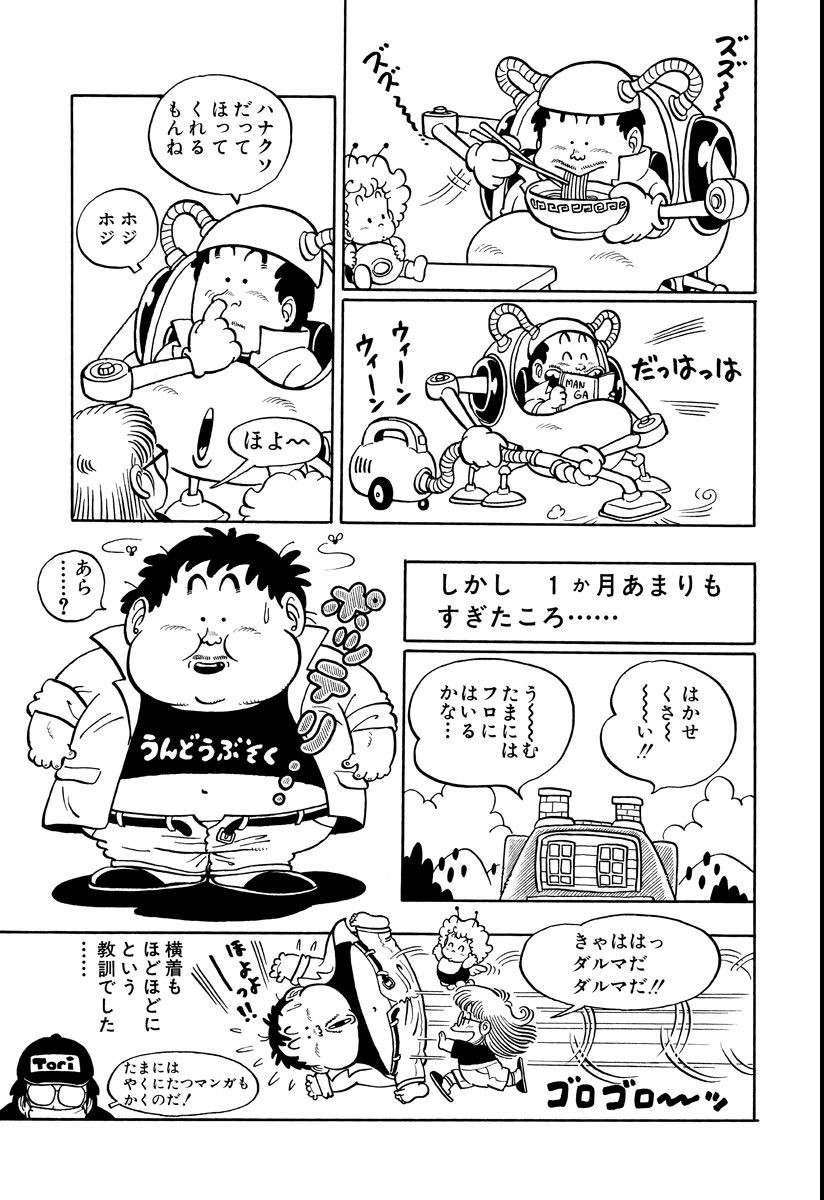 ズズ〜
ズズ〜
ハナクソ
だって
ほって
くれる
もんね
ホジ
ホジ
ほよ〜
だっはっは
MAN
GA
ウィーン
ウィーン
しかし 1か月あまりも
すぎたころ……
はかせ
くさ〜
〜〜い!!
う〜〜む
たまには
フロに
はいる
かな…
あら
……?
うんどうぶそく
きゃははっ
ダルマだ
ダルマだ!!
ほよよ
っ!!
ゴロゴロ〜〜ッ
横着も
ほどほどに
という
教訓でした
……
Tori
たまには
やくにたつマンガも
かくのだ!